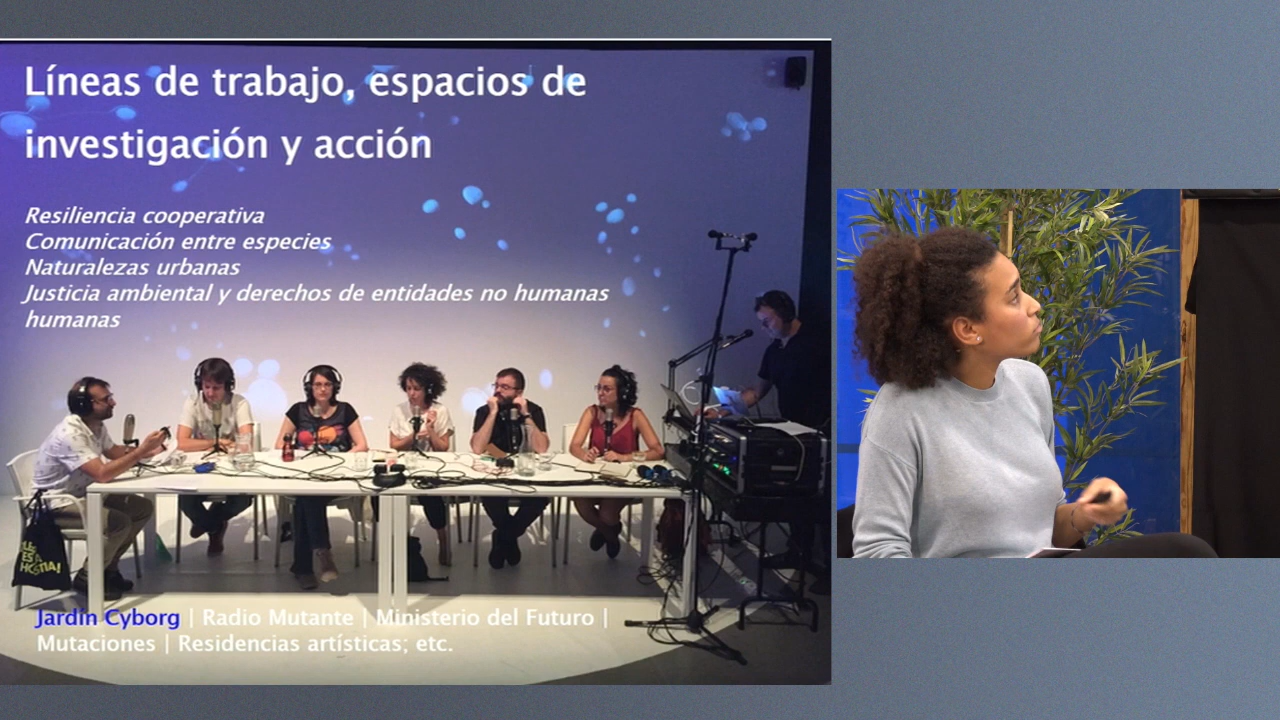 Líneas de trabajo, espacios de
investigación y acción
Resiliencia cooperativa
Comunicación entre especies
Naturalezas urbanas
Justicia ambiental y derechos de entidades no humanas
humanas
HOSTIA!
Jardín Cyborg | Radio Mutante | Ministerio del Futuro |
Mutaciones | Residencias artísticas; etc.